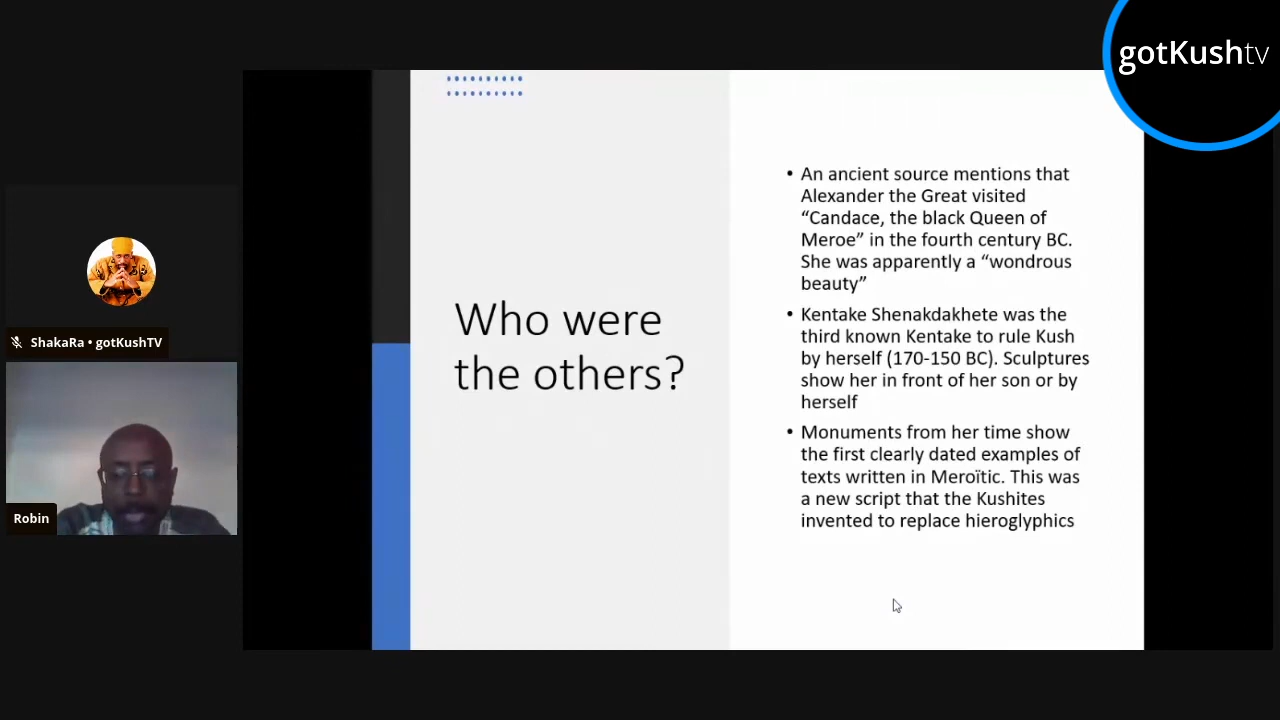 gotKushtv
ShakaRa • gotKushTV
Robin
Who were
the others?
• An ancient source mentions that
Alexander the Great visited
“Candace, the black Queen of
Meroe” in the fourth century BC.
She was apparently a “wondrous
beauty”
• Kentake Shenakdakhete was the
third known Kentake to rule Kush
by herself (170-150 BC). Sculptures
show her in front of her son or by
herself
• Monuments from her time show
the first clearly dated examples of
texts written in Meroïtic. This was
a new script that the Kushites
invented to replace hieroglyphics